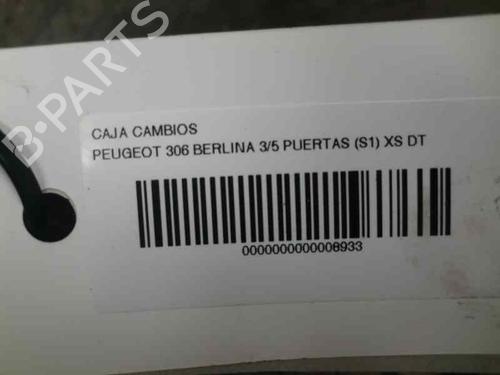 B-PARTS
CAJA CAMBIOS
PEUGEOT 306 BERLINA 3/5 PUERTAS (S1) XS DT
0000000000008933